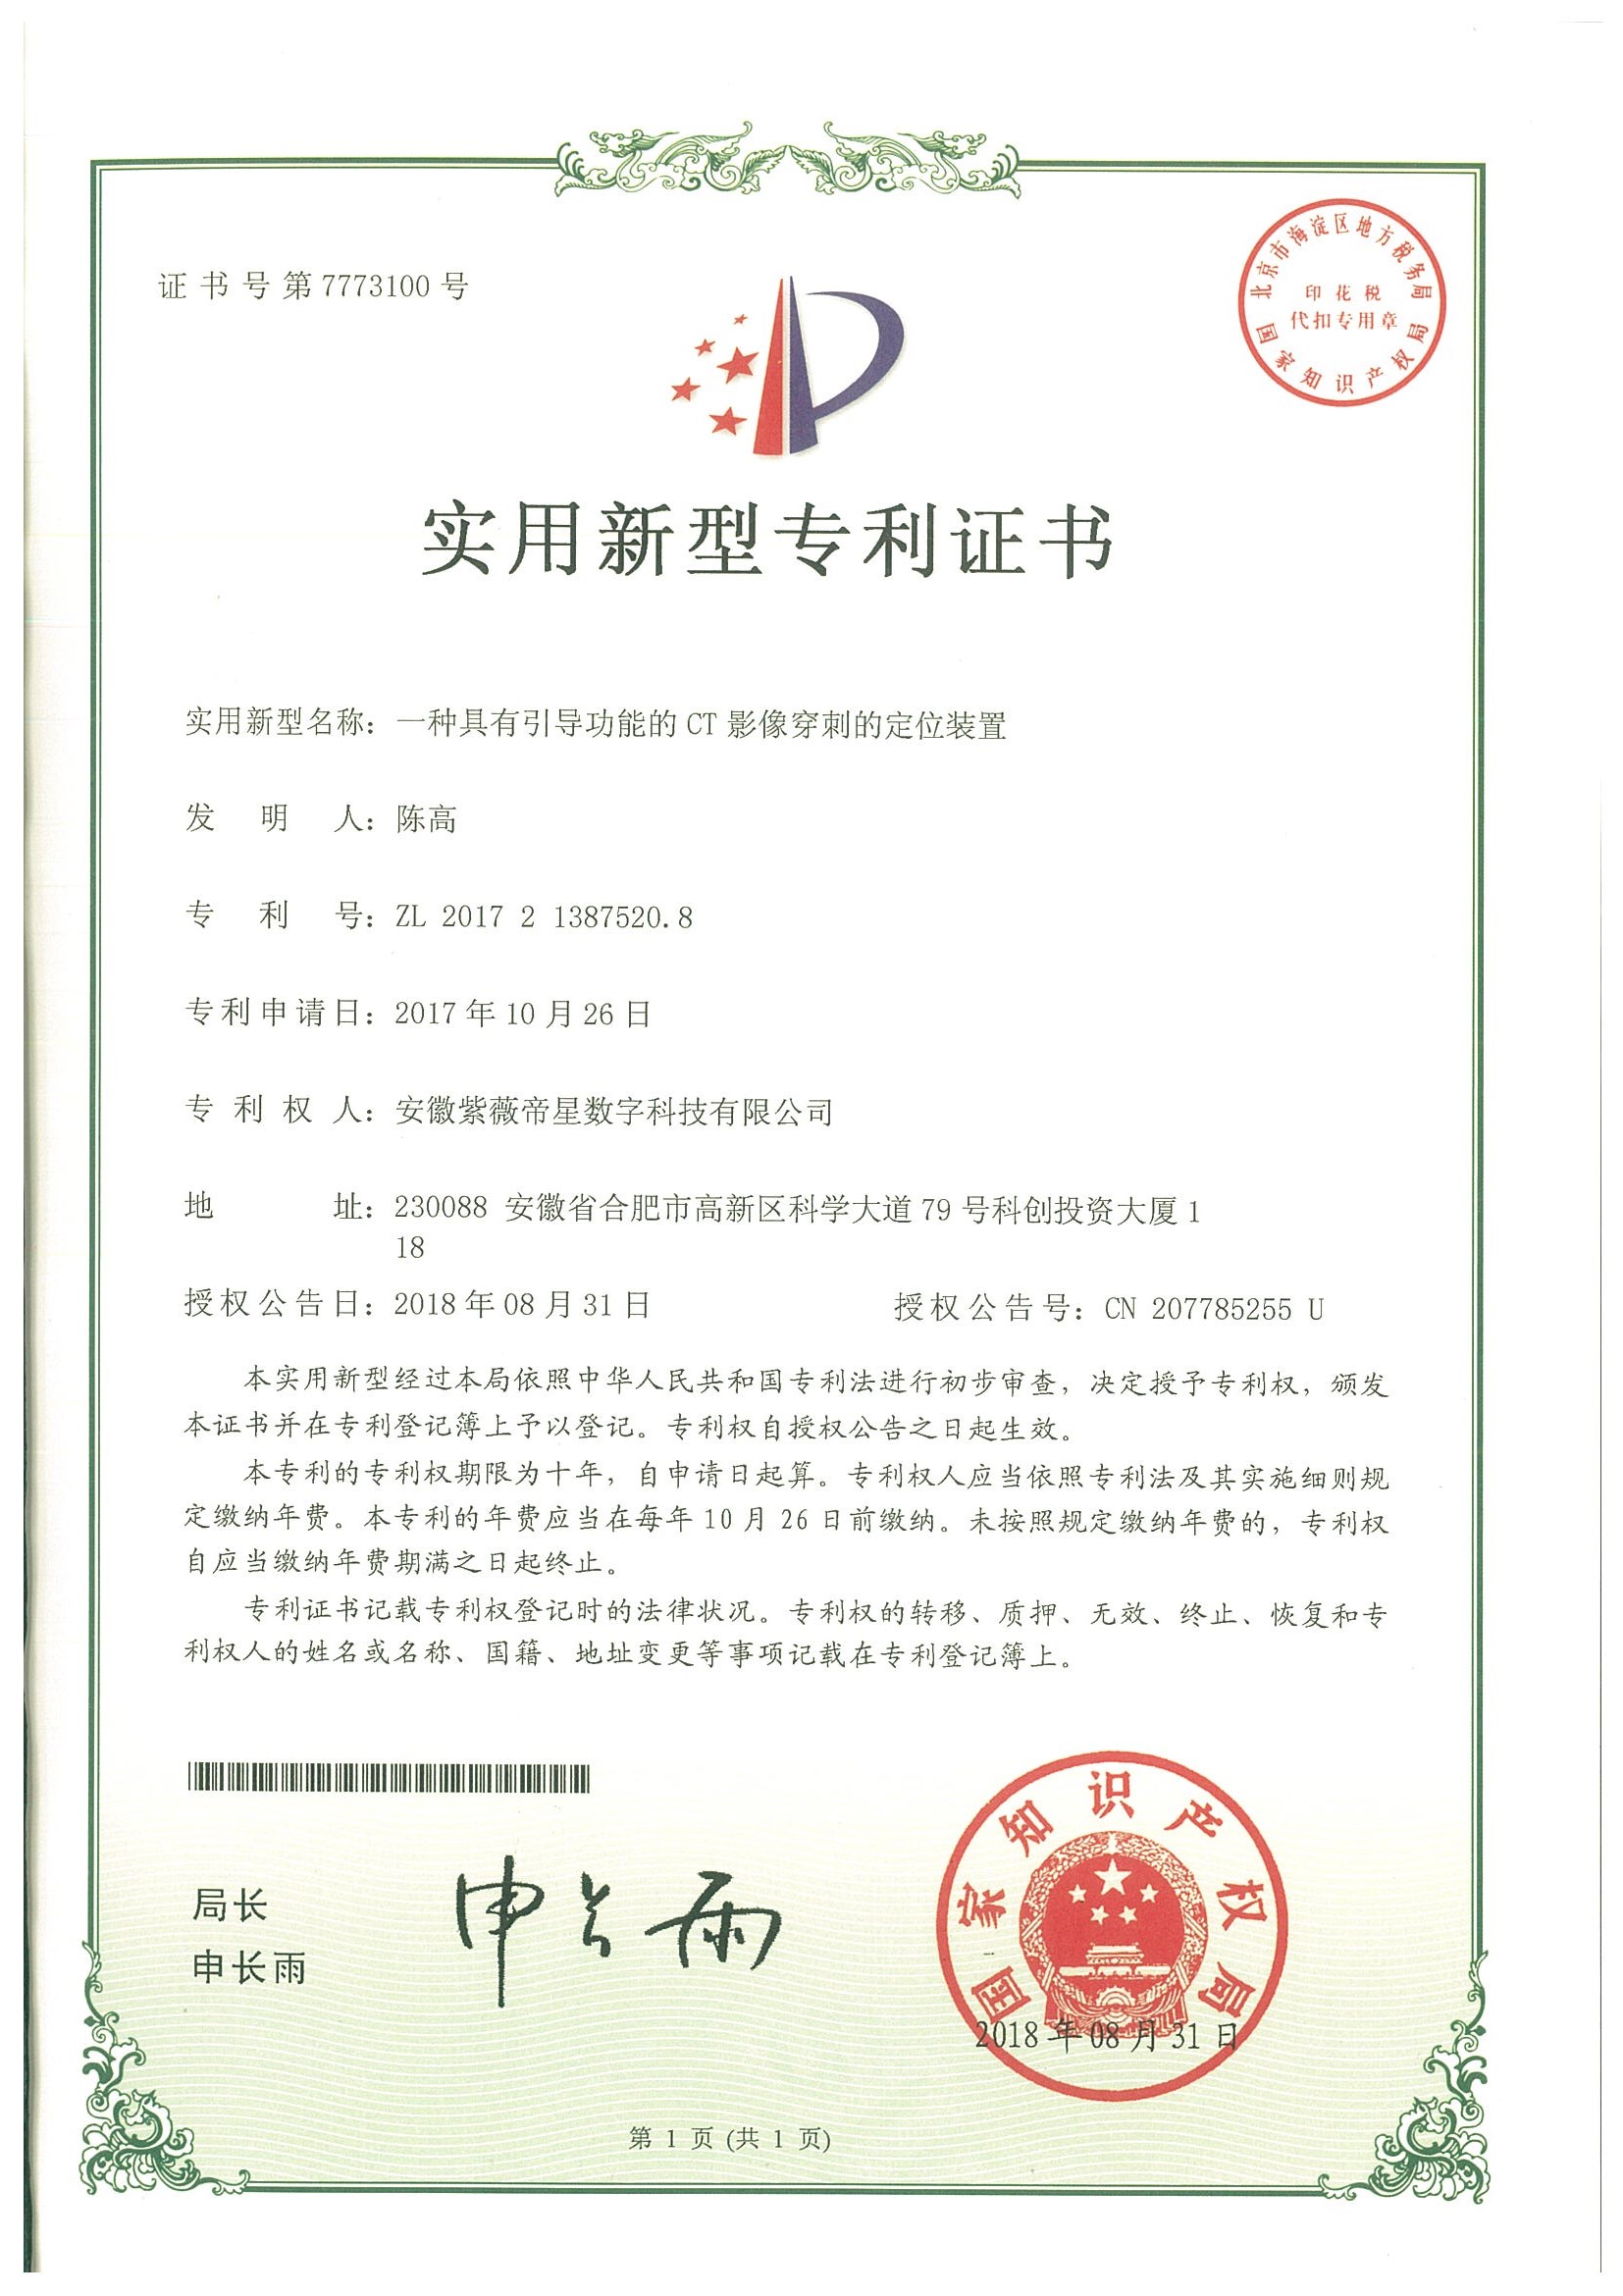 证书号第7773100号
北京市海淀区地方税务局
印花税
代扣专用章
国家知识产权局
实用新型专利证书
实用新型名称：一种具有引导功能的CT影像穿刺的定位装置
发明人：陈高
专利号：ZL 2017 2 1387520.8
专利申请日：2017年10月26日
专利权人：安徽紫薇帝星数字科技有限公司
地址：230088 安徽省合肥市高新区科学大道79号科创投资大厦1
18
授权公告日：2018年08月31日 授权公告号：CN 207785255 U
本实用新型经过本局依照中华人民共和国专利法进行初步审查，决定授予专利权，颁发
本证书并在专利登记簿上予以登记。专利权自授权公告之日起生效。
本专利的专利权期限为十年，自申请日起算。专利权人应当依照专利法及其实施细则规
定缴纳年费。本专利的年费应当在每年10月26日前缴纳。未按照规定缴纳年费的，专利权
自应当缴纳年费期满之日起终止。
专利证书记载专利权登记时的法律状况。专利权的转移、质押、无效、终止、恢复和专
利权人的姓名或名称、国籍、地址变更等事项记载在专利登记簿上。
局长
申长雨
申长雨
国家知识产权局
2018年08月31日
第1页(共1页)